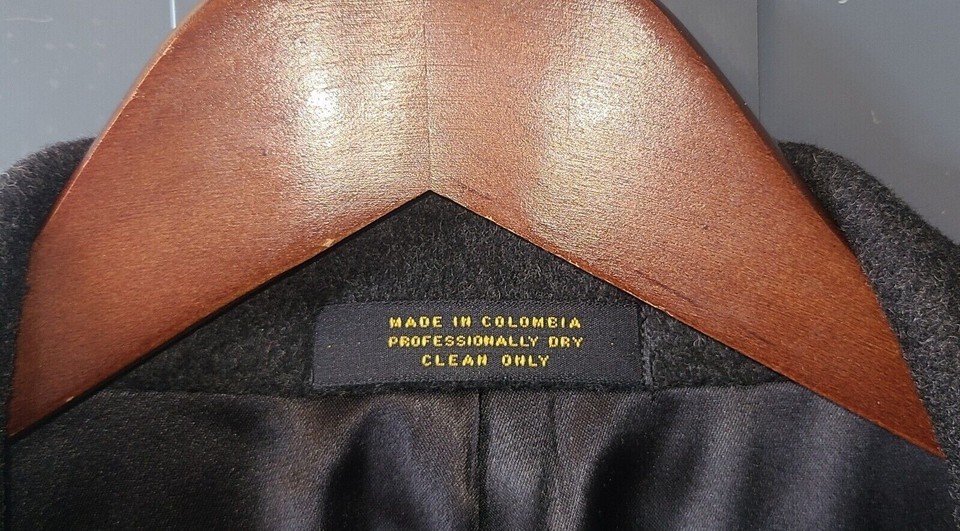 MADE IN COLOMBIA
PROFESSIONALLY DRY
CLEAN ONLY